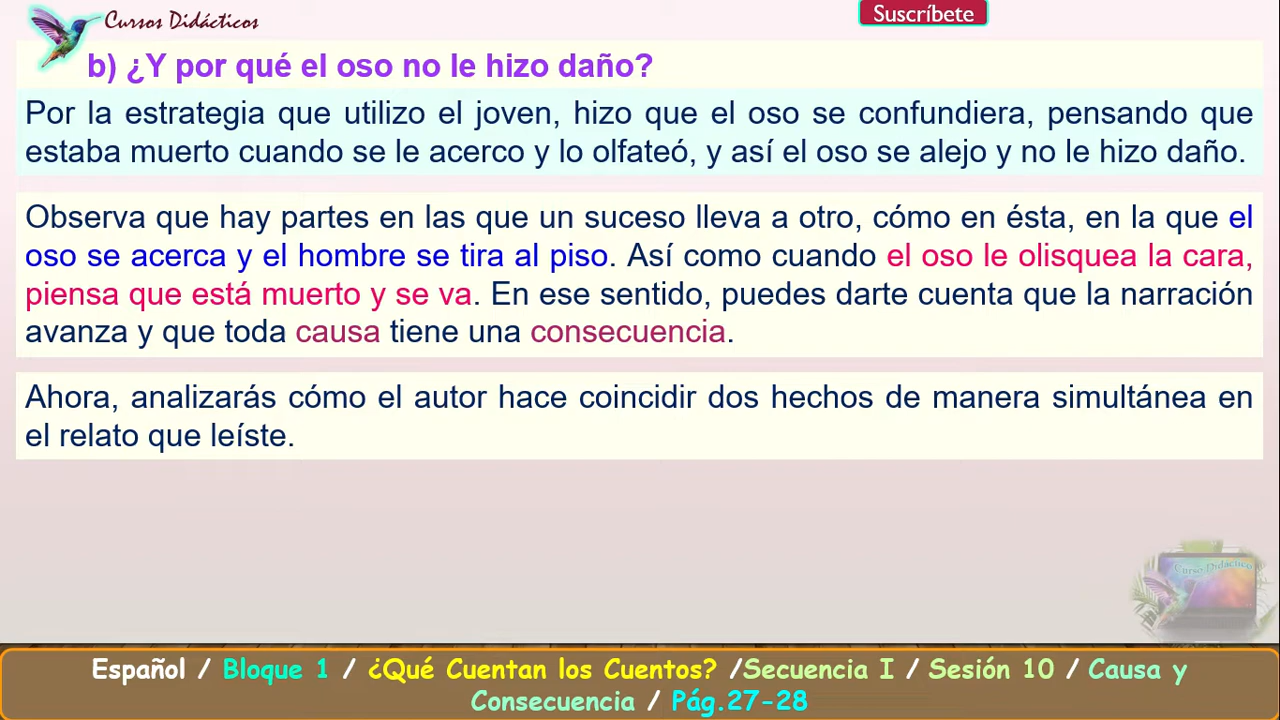 Cursos Didácticos
Suscríbete
b) ¿Y por qué el oso no le hizo daño?
Por la estrategia que utilizo el joven, hizo que el oso se confundiera, pensando que
estaba muerto cuando se le acerco y lo olfateó, y así el oso se alejo y no le hizo daño.
Observa que hay partes en las que un suceso lleva a otro, cómo en ésta, en la que el
oso se acerca y el hombre se tira al piso. Así como cuando el oso le olisquea la cara,
piensa que está muerto y se va. En ese sentido, puedes darte cuenta que la narración
avanza y que toda causa tiene una consecuencia.
Ahora, analizarás cómo el autor hace coincidir dos hechos de manera simultánea en
el relato que leíste.
Curso Didáctico
Español / Bloque 1 / ¿Qué Cuentan los Cuentos? /Secuencia I / Sesión 10 / Causa y
Consecuencia / Pág.27-28